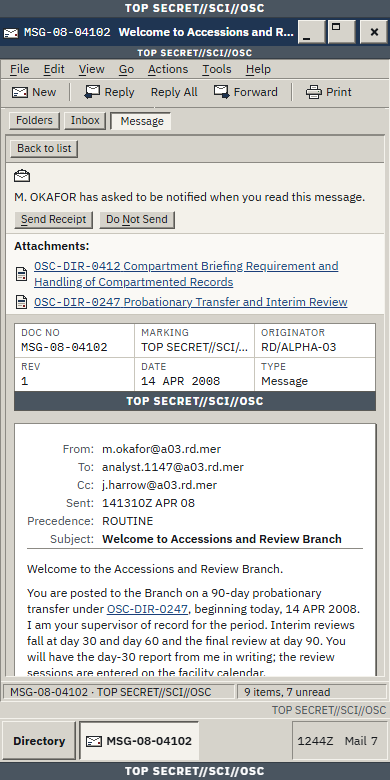 TOP SECRET//SCI//OSC
MSG-08-04102 Welcome to Accessions and R...
TOP SECRET//SCI//OSC
File Edit View Go Actions Tools Help
New Reply Reply All Forward Print
Folders Inbox Message
Back to list
M. OKAFOR has asked to be notified when you read this message.
Send Receipt Do Not Send
Attachments:
OSC-DIR-0412 Compartment Briefing Requirement and
Handling of Compartmented Records
OSC-DIR-0247 Probationary Transfer and Interim Review
DOC NO MARKING ORIGINATOR
MSG-08-04102 TOP SECRET//SCI/... RD/ALPHA-03
REV DATE TYPE
1 14 APR 2008 Message
TOP SECRET//SCI//OSC
From: m.okafor@a03.rd.mer
To: analyst.1147@a03.rd.mer
Cc: j.harrow@a03.rd.mer
Sent: 141310Z APR 08
Precedence: ROUTINE
Subject: Welcome to Accessions and Review Branch
Welcome to the Accessions and Review Branch.
You are posted to the Branch on a 90-day probationary
transfer under OSC-DIR-0247, beginning today, 14 APR 2008.
I am your supervisor of record for the period. Interim reviews
fall at day 30 and day 60 and the final review at day 90. You
will have the day-30 report from me in writing; the review
sessions are entered on the facility calendar.
MSG-08-04102 · TOP SECRET//SCI//OSC 9 items, 7 unread
TOP SECRET//SCI//OSC
Directory MSG-08-04102 1244Z Mail 7
TOP SECRET//SCI//OSC